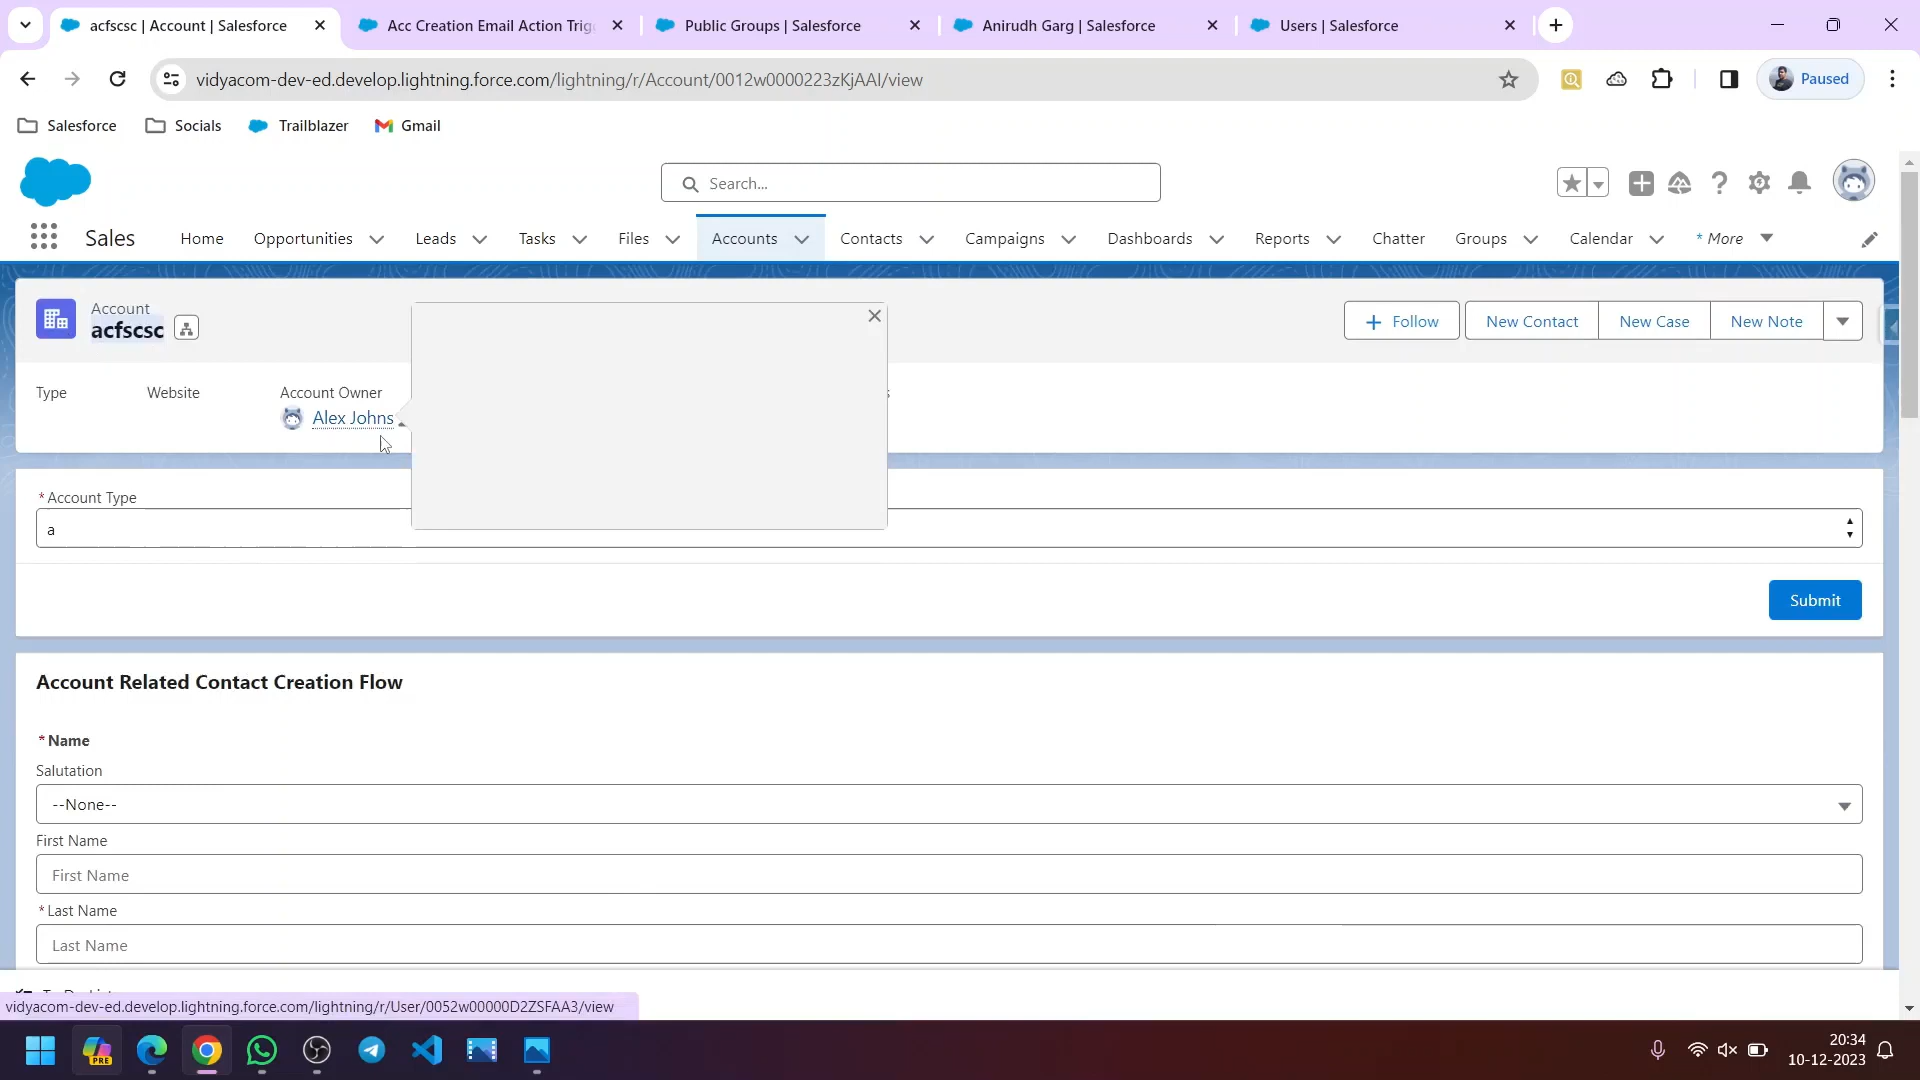 acfscsc | Account | Salesforce
Acc Creation Email Action Trigg
Public Groups | Salesforce
Anirudh Garg | Salesforce
Users | Salesforce
vidyacom-dev-ed.develop.lightning.force.com/lightning/r/Account/0012w0000223zKjAAI/view
Paused
Salesforce
Socials
Trailblazer
Gmail
Search...
Sales
Home
Opportunities
Leads
Tasks
Files
Accounts
Contacts
Campaigns
Dashboards
Reports
Chatter
Groups
Calendar
* More
Account
acfscsc
+ Follow
New Contact
New Case
New Note
Type
Website
Account Owner
Alex Johns
*Account Type
a
Submit
Account Related Contact Creation Flow
*Name
Salutation
--None--
First Name
First Name
*Last Name
Last Name
vidyacom-dev-ed.develop.lightning.force.com/lightning/r/User/0052w00000D2ZSFAA3/view
PRE
20:34
10-12-2023